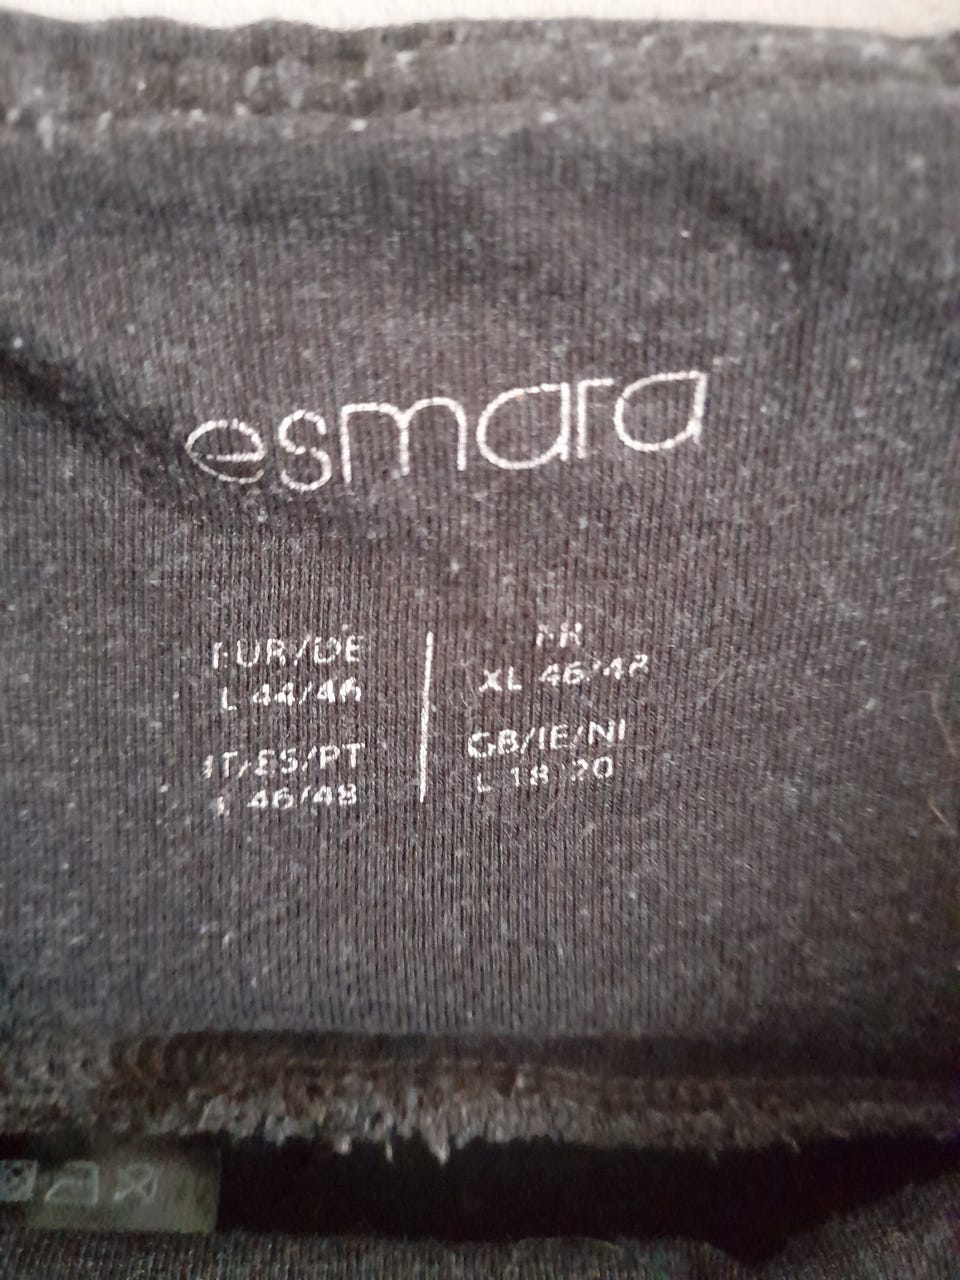 esmara
EUR/DE
L 44/46
IT/ES/PT
L 46/48
FR
XL 46/48
GB/IE/NI
L 18/20